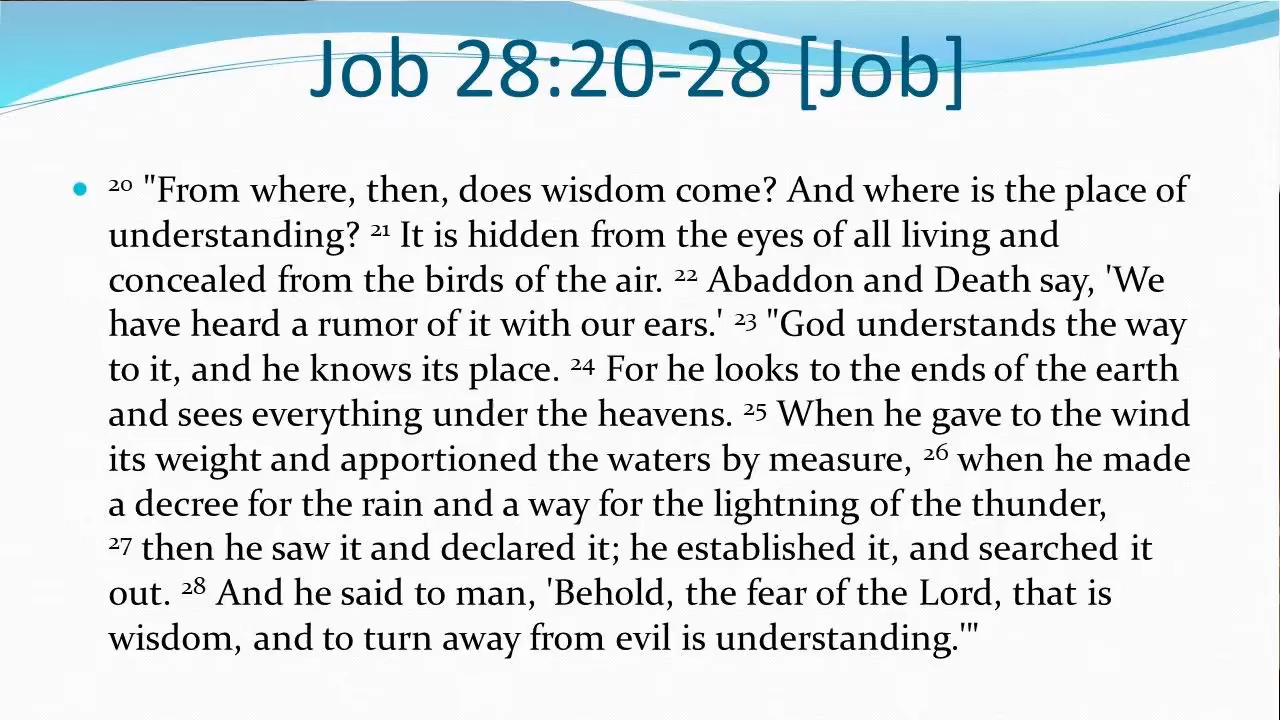 Job 28:20-28 [Job]
• 20 "From where, then, does wisdom come? And where is the place of
understanding? 21 It is hidden from the eyes of all living and
concealed from the birds of the air. 22 Abaddon and Death say, 'We
have heard a rumor of it with our ears.' 23 "God understands the way
to it, and he knows its place. 24 For he looks to the ends of the earth
and sees everything under the heavens. 25 When he gave to the wind
its weight and apportioned the waters by measure, 26 when he made
a decree for the rain and a way for the lightning of the thunder,
27 then he saw it and declared it; he established it, and searched it
out. 28 And he said to man, 'Behold, the fear of the Lord, that is
wisdom, and to turn away from evil is understanding.'"